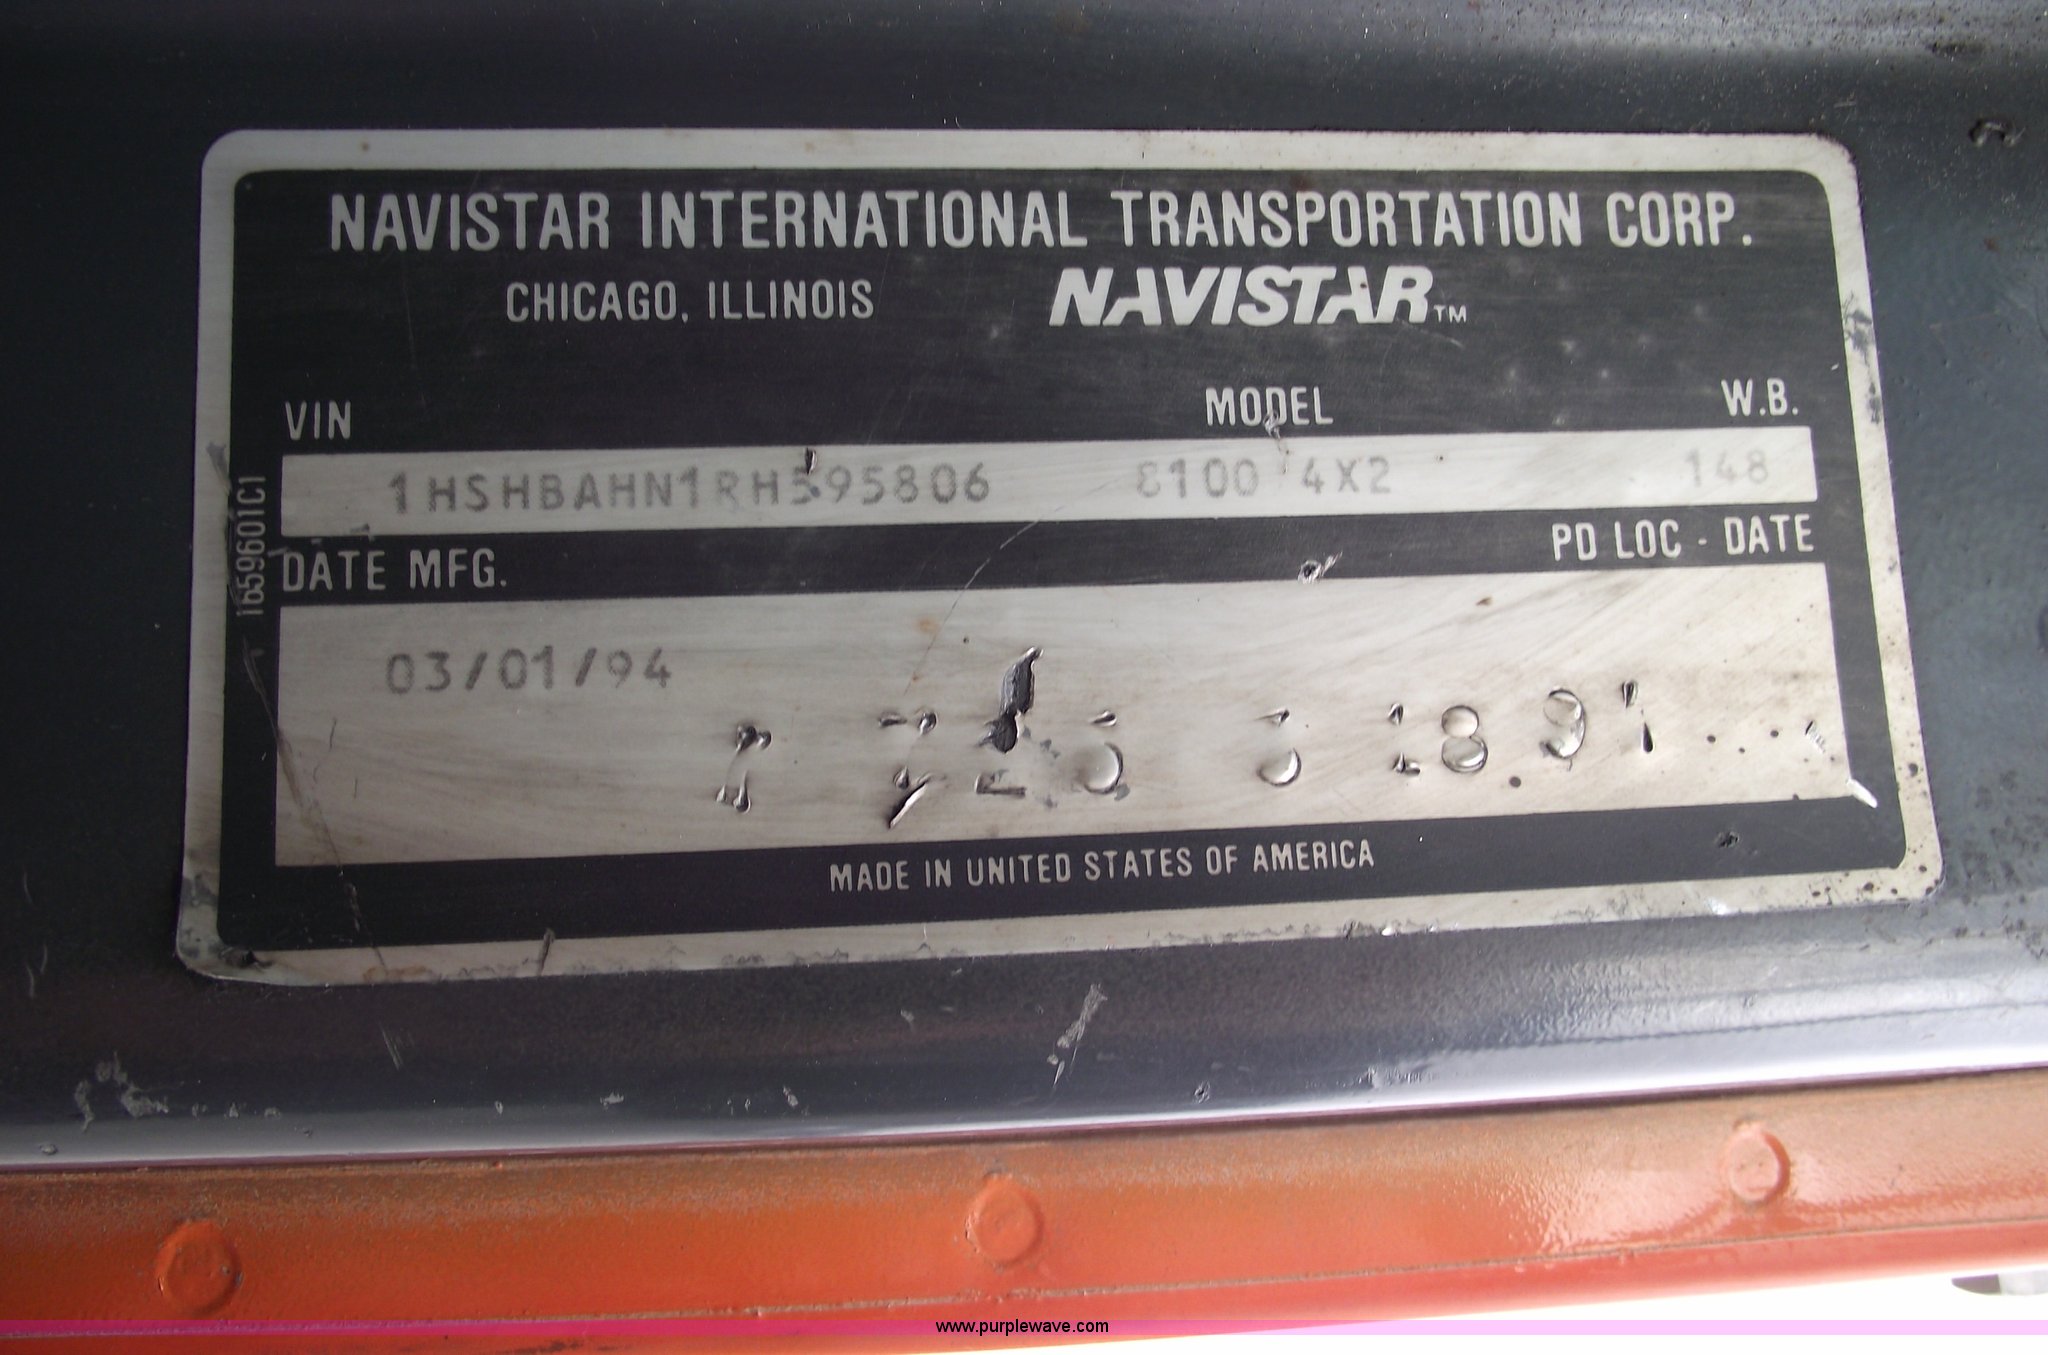 NAVISTAR INTERNATIONAL TRANSPORTATION CORP.
CHICAGO, ILLINOIS NAVISTAR™
VIN MODEL W.B.
1HSHBAHN1RH595806 8100 4X2 148
DATE MFG. PD LOC - DATE
03/01/94
MADE IN UNITED STATES OF AMERICA
1659601C1
www.purplewave.com